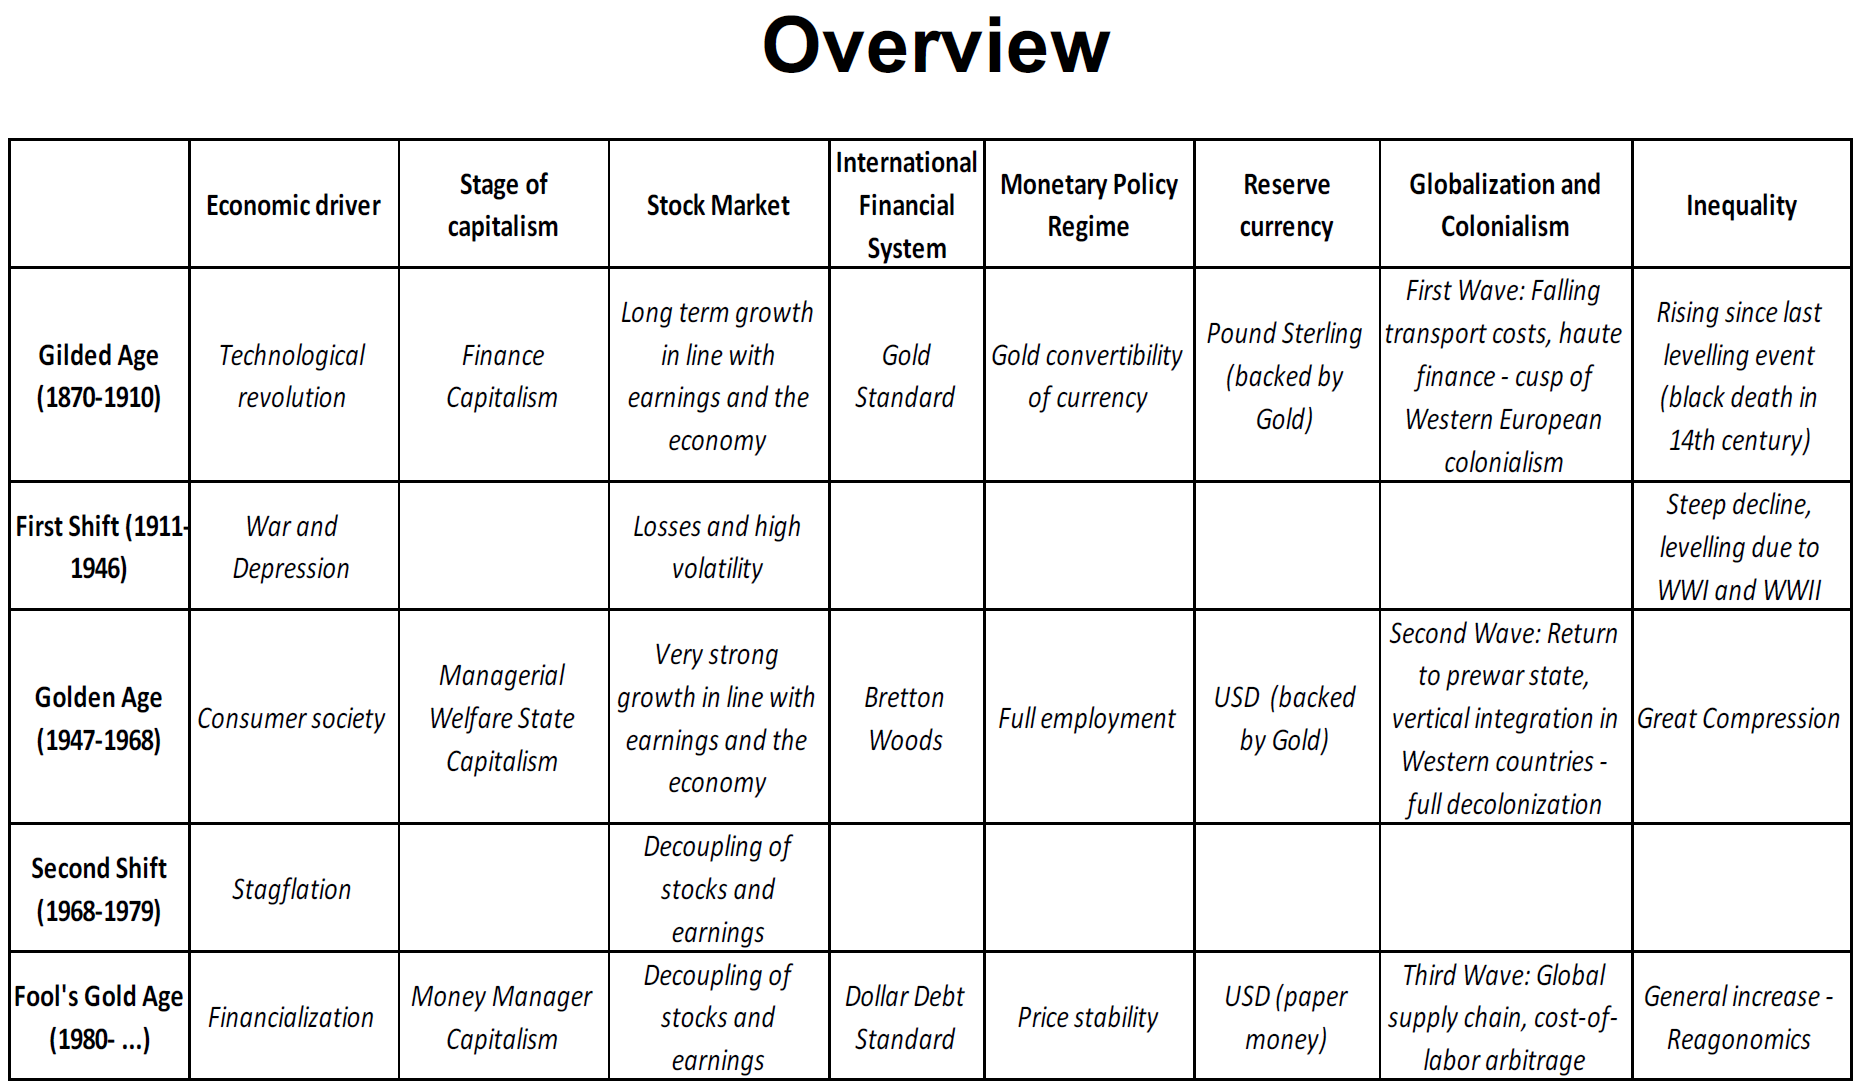 Overview
Economic driver
Stage of
capitalism
Stock Market
International
Financial
System
Monetary Policy
Regime
Reserve
currency
Globalization and
Colonialism
Inequality
Gilded Age
(1870-1910)
Technological
revolution
Finance
Capitalism
Long term growth
in line with
earnings and the
economy
Gold
Standard
Gold convertibility
of currency
Pound Sterling
(backed by
Gold)
First Wave: Falling
transport costs, haute
finance - cusp of
Western European
colonialism
Rising since last
levelling event
(black death in
14th century)
First Shift (1911-
1946)
War and
Depression
Losses and high
volatility
Steep decline,
levelling due to
WWI and WWII
Golden Age
(1947-1968)
Consumer society
Managerial
Welfare State
Capitalism
Very strong
growth in line with
earnings and the
economy
Bretton
Woods
Full employment
USD (backed
by Gold)
Second Wave: Return
to prewar state,
vertical integration in
Western countries -
full decolonization
Great Compression
Second Shift
(1968-1979)
Stagflation
Decoupling of
stocks and
earnings
Fool's Gold Age
(1980- ...)
Financialization
Money Manager
Capitalism
Decoupling of
stocks and
earnings
Dollar Debt
Standard
Price stability
USD (paper
money)
Third Wave: Global
supply chain, cost-of-
labor arbitrage
General increase -
Reagonomics